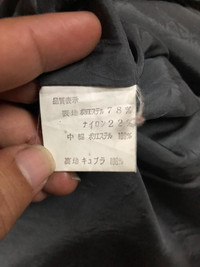 品質表示
裏地 ポリエステル 78%
ナイロン 22%
中綿 ポリエステル 100%
裏地 キュプラ 100%